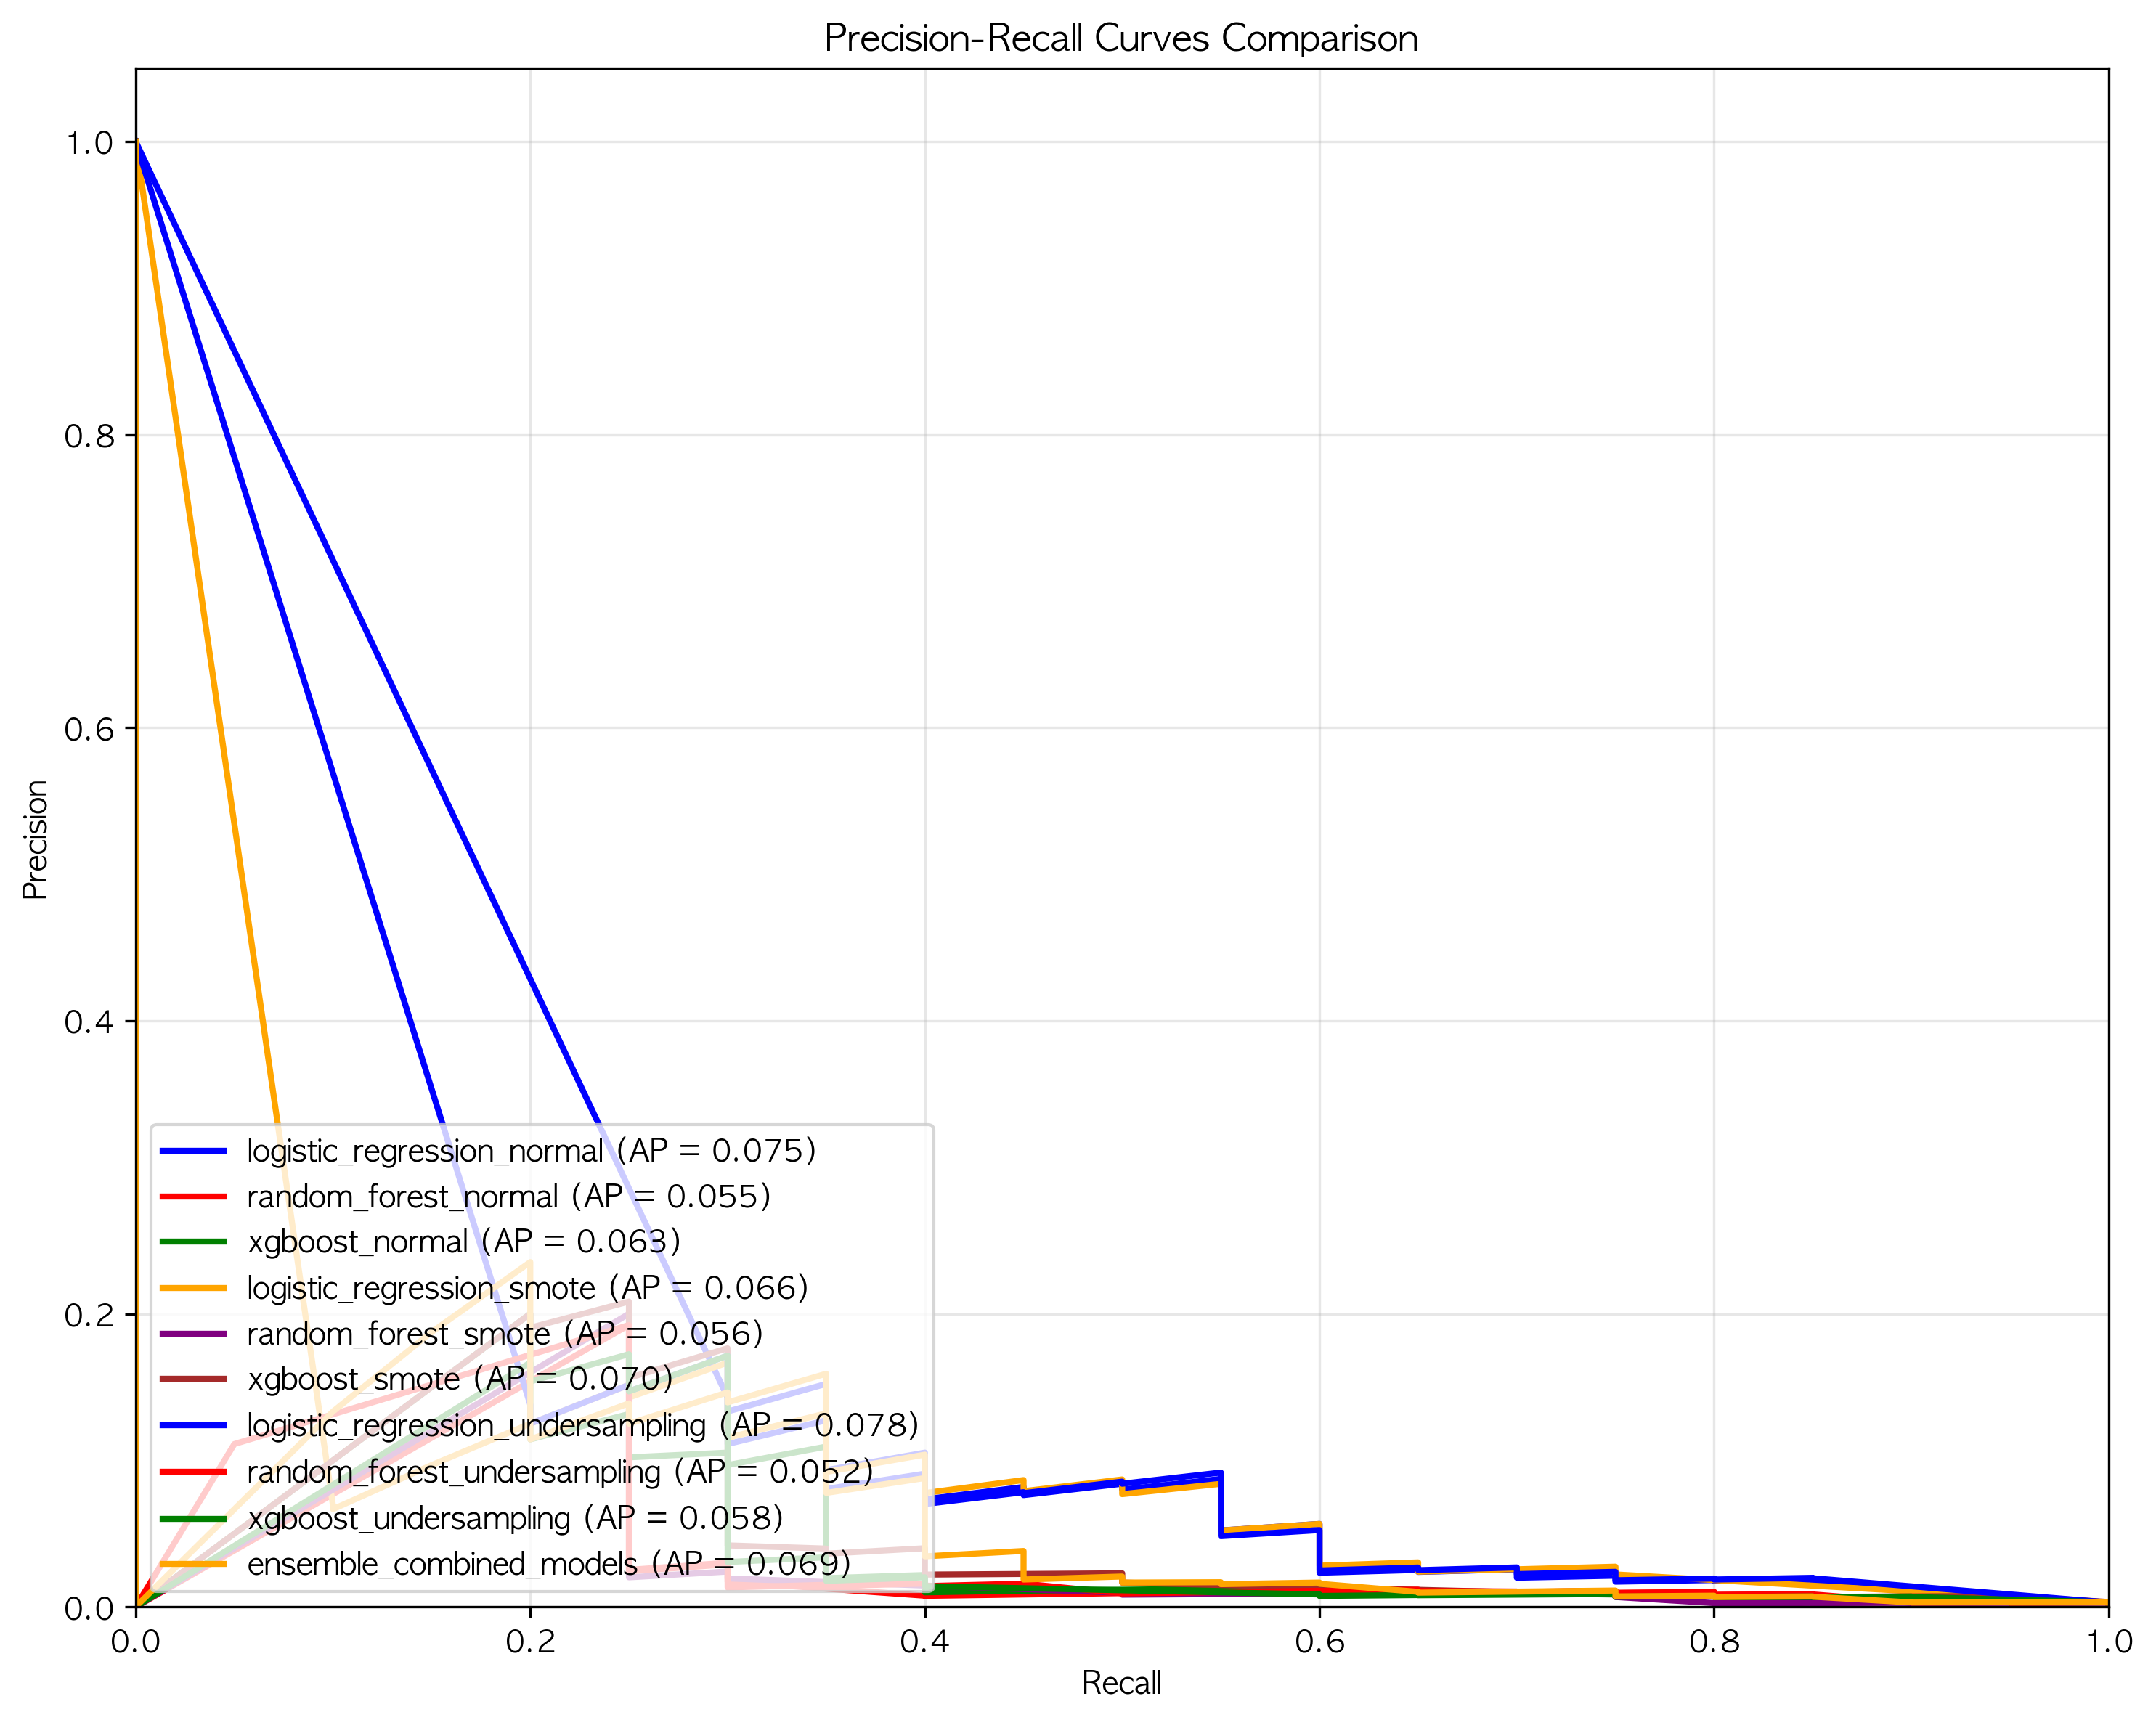 Precision-Recall Curves Comparison
1.0
0.8
0.6
0.4
0.2
0.0
Precision
logistic_regression_normal (AP = 0.075)
random_forest_normal (AP = 0.055)
xgboost_normal (AP = 0.063)
logistic_regression_smote (AP = 0.066)
random_forest_smote (AP = 0.056)
xgboost_smote (AP = 0.070)
logistic_regression_undersampling (AP = 0.078)
random_forest_undersampling (AP = 0.052)
xgboost_undersampling (AP = 0.058)
ensemble_combined_models (AP = 0.069)
0.0 0.2 0.4 0.6 0.8 1.0
Recall